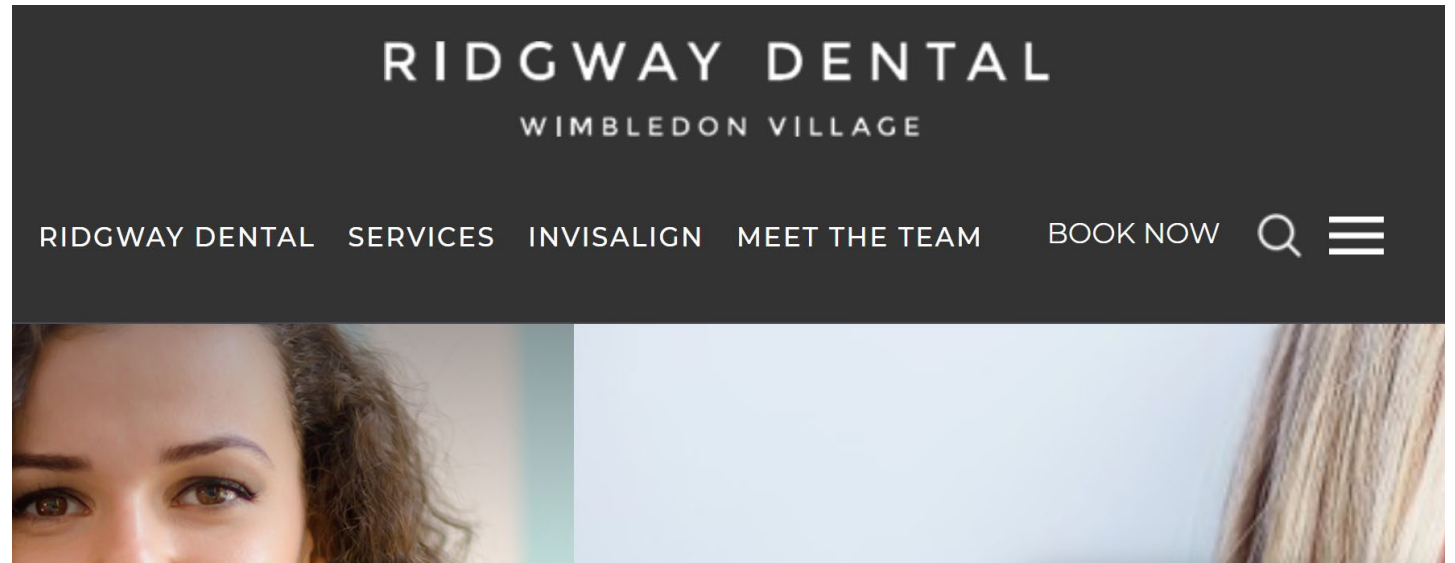 RIDGWAY DENTAL
WIMBLEDON VILLAGE
RIDGWAY DENTAL SERVICES INVISALIGN MEET THE TEAM BOOK NOW